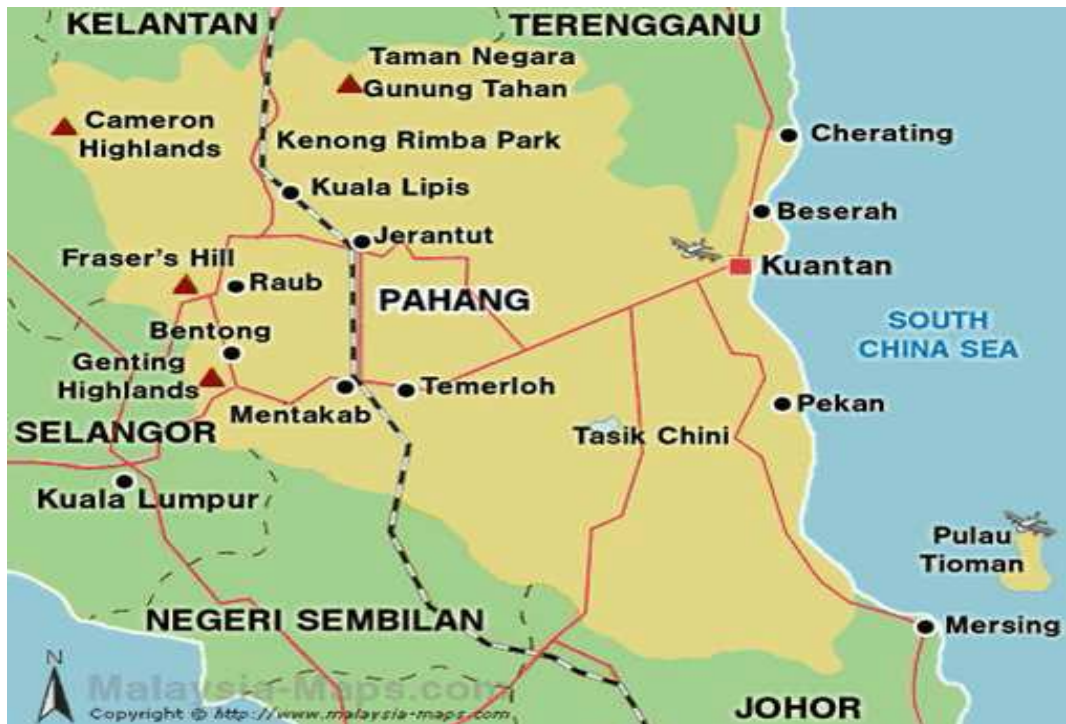 KELANTAN
TERENGGANU
Taman Negara
Gunung Tahan
Cameron
Highlands
Kenong Rimba Park
Cherating
Kuala Lipis
Beserah
Jerantut
Fraser's Hill
Raub
Kuantan
PAHANG
SOUTH
CHINA SEA
Bentong
Genting
Highlands
Mentakab
Temerloh
Pekan
SELANGOR
Tasik Chini
Kuala Lumpur
Pulau
Tioman
NEGERI SEMBILAN
Mersing
N
Malaysia-Maps.com
JOHOR
Copyright © http://www.malaysia-maps.com